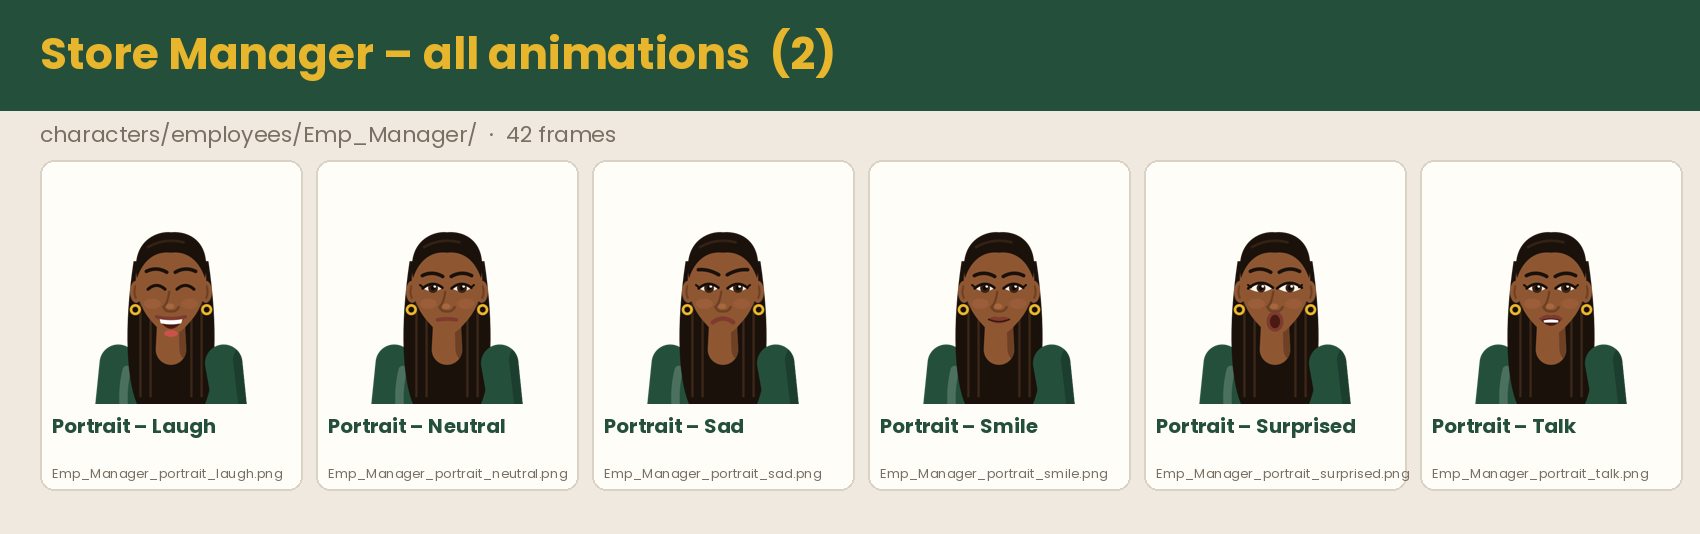 Store Manager – all animations (2)
characters/employees/Emp_Manager/ · 42 frames
Portrait – Laugh
Emp_Manager_portrait_laugh.png
Portrait – Neutral
Emp_Manager_portrait_neutral.png
Portrait – Sad
Emp_Manager_portrait_sad.png
Portrait – Smile
Emp_Manager_portrait_smile.png
Portrait – Surprised
Emp_Manager_portrait_surprised.png
Portrait – Talk
Emp_Manager_portrait_talk.png